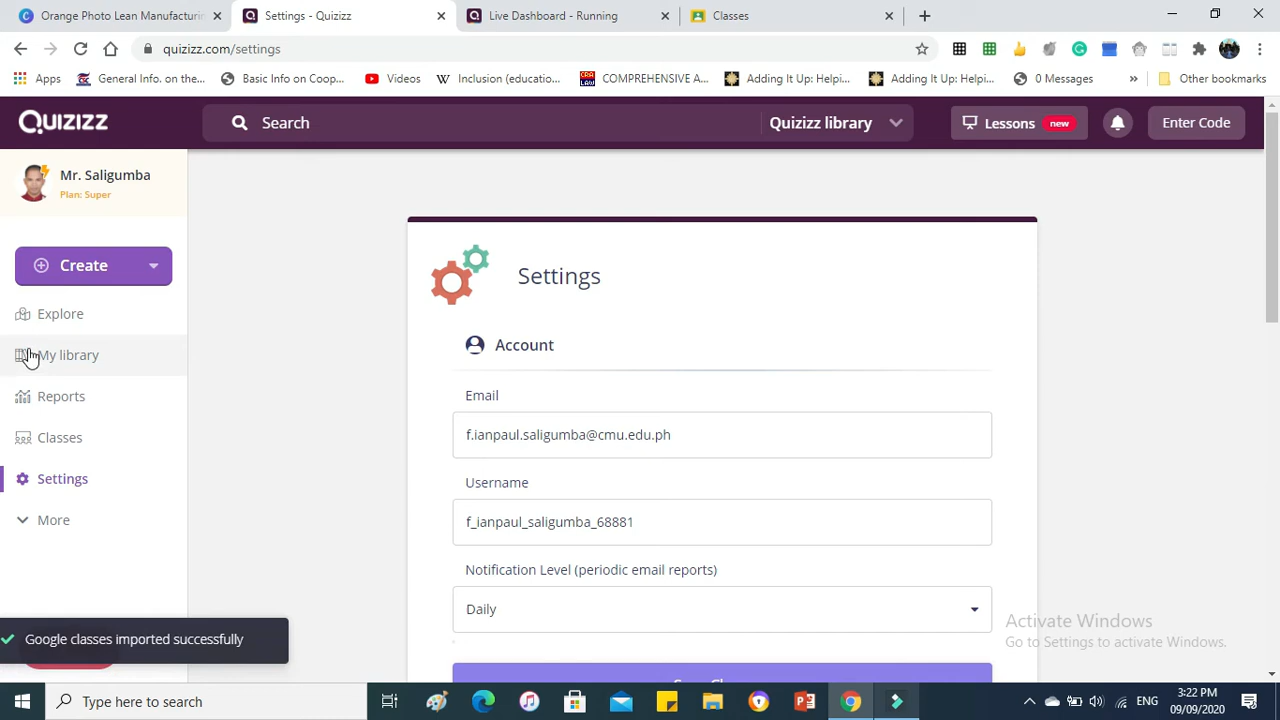 Orange Photo Lean Manufacturin
Settings - Quizizz
Live Dashboard - Running
Classes
quizizz.com/settings
Apps
General Info. on the...
Basic Info on Coop...
Videos
Inclusion (educatio...
COMPREHENSIVE A...
Adding It Up: Helpi...
Adding It Up: Helpi...
0 Messages
Other bookmarks
Quizizz
Search
Quizizz library
Lessons new
Enter Code
Mr. Saligumba
Plan: Super
Create
Explore
My library
Reports
Classes
Settings
More
Settings
Account
Email
f.ianpaul.saligumba@cmu.edu.ph
Username
f_ianpaul_saligumba_68881
Notification Level (periodic email reports)
Daily
Google classes imported successfully
Activate Windows
Go to Settings to activate Windows.
Type here to search
ENG
3:22 PM
09/09/2020